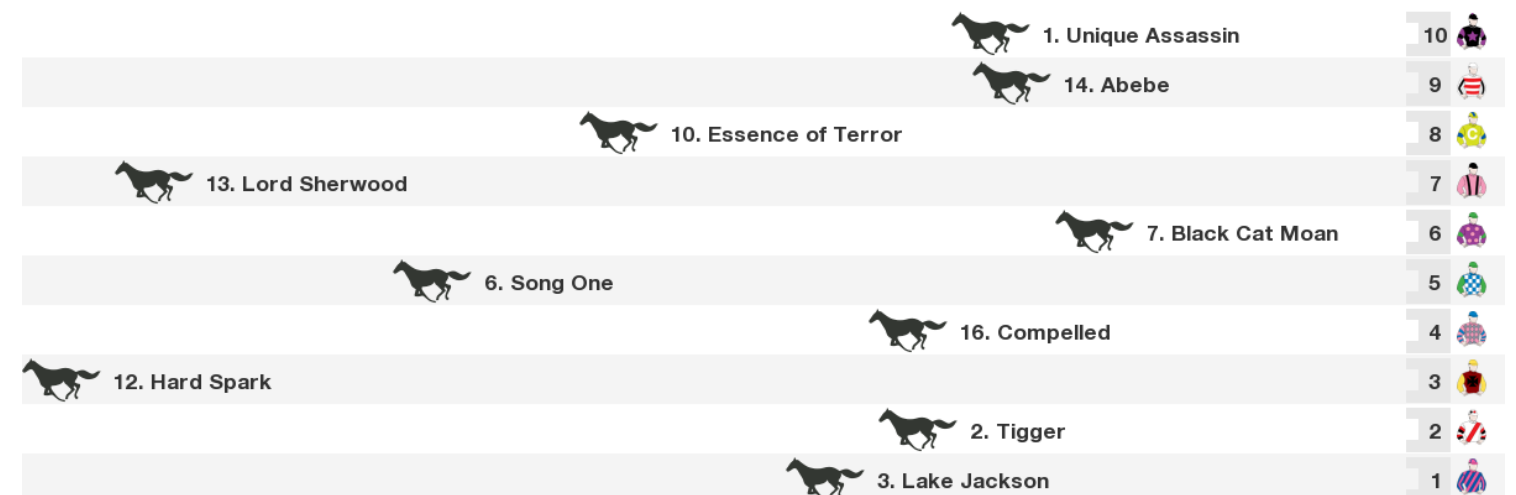 1. Unique Assassin 10
14. Abebe 9
10. Essence of Terror 8
C
13. Lord Sherwood 7
7. Black Cat Moan 6
6. Song One 5
16. Compelled 4
12. Hard Spark 3
2. Tigger 2
3. Lake Jackson 1